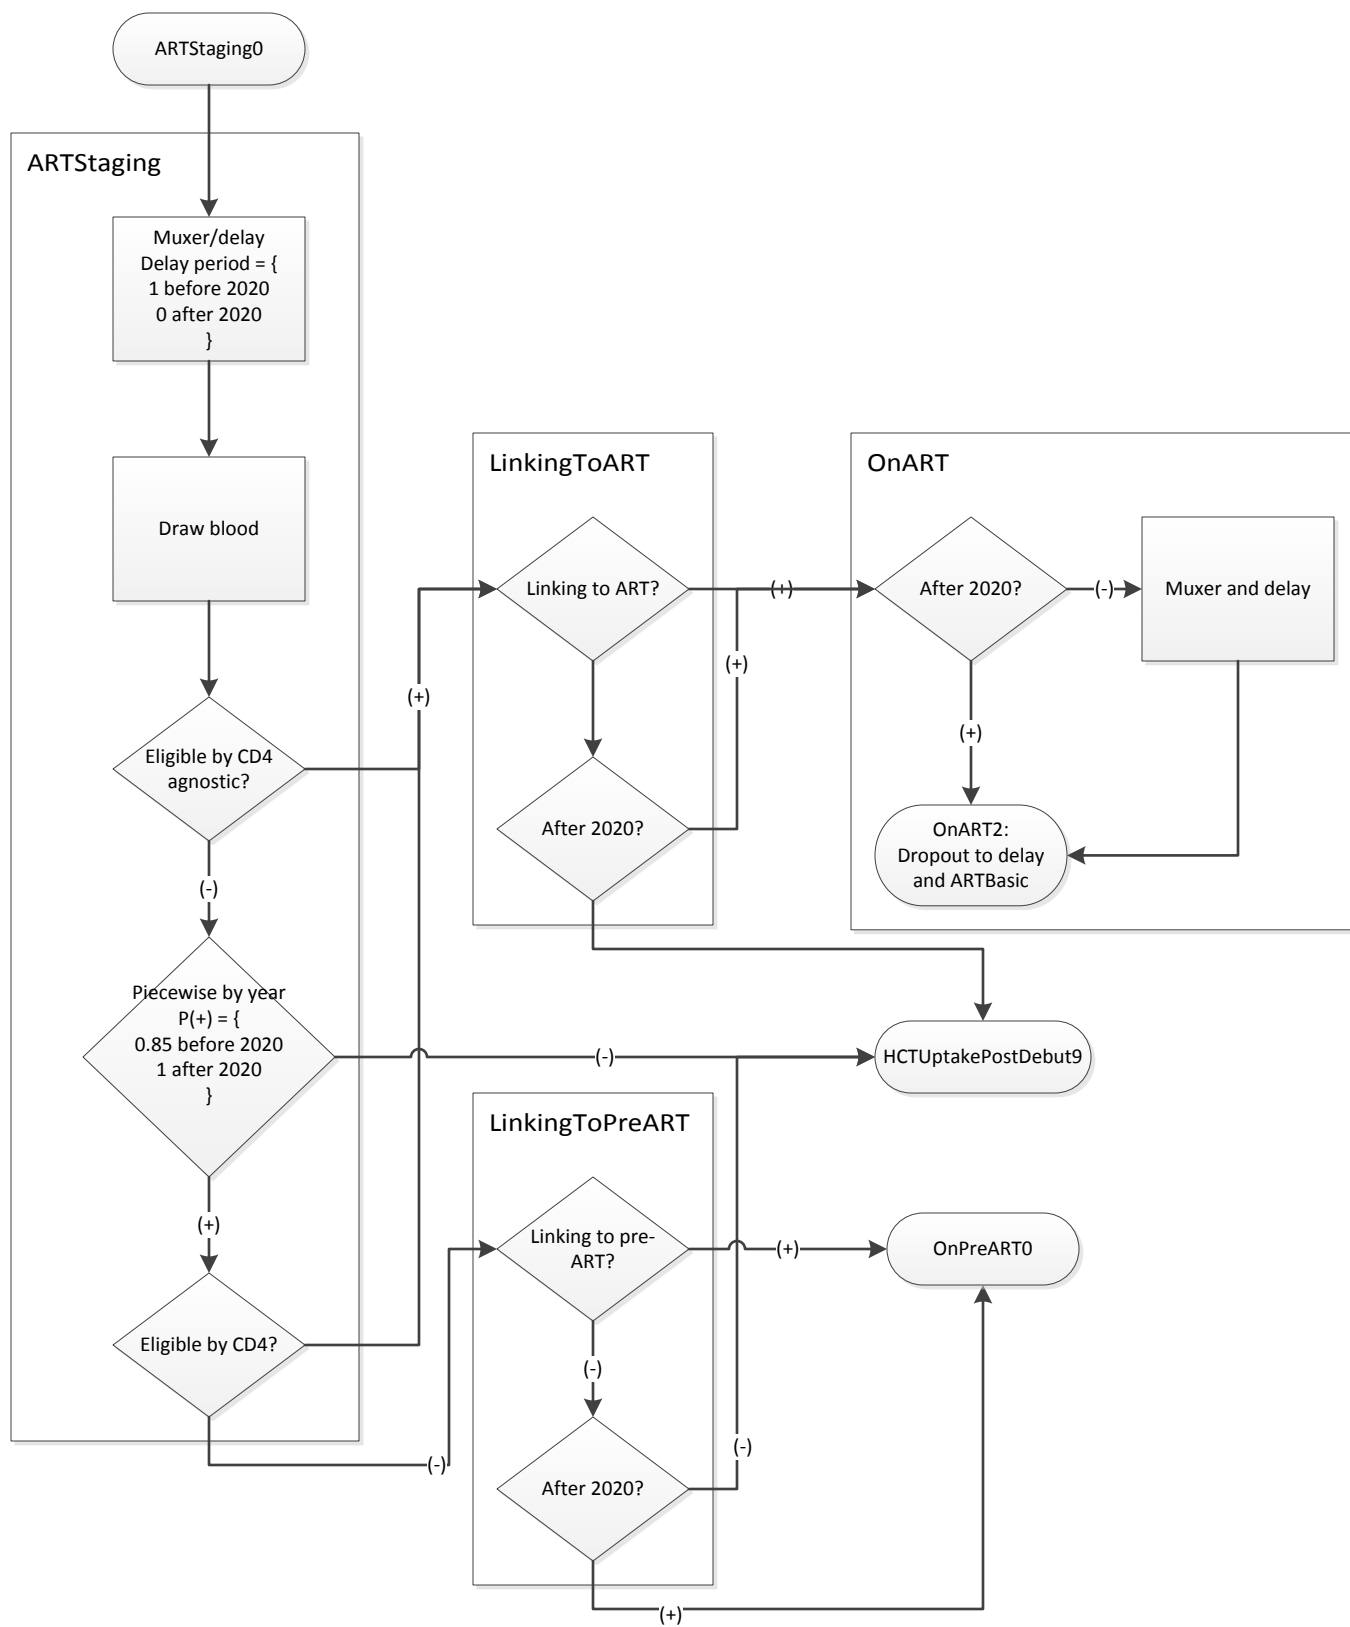 ARTStaging0
ARTStaging
Muxer/delay
Delay period = {
1 before 2020
0 after 2020
}
Draw blood
Eligible by CD4
agnostic?
(+)
(-)
Piecewise by year
P(+) = {
0.85 before 2020
1 after 2020
}
(-)
(+)
Eligible by CD4?
(-)
LinkingToART
Linking to ART?
(+)
(+)
After 2020?
OnART
After 2020?
(-)
Muxer and delay
(+)
OnART2:
Dropout to delay
and ARTBasic
HCTUptakePostDebut9
LinkingToPreART
Linking to pre-
ART?
(+)
OnPreART0
(-)
(-)
After 2020?
(+)